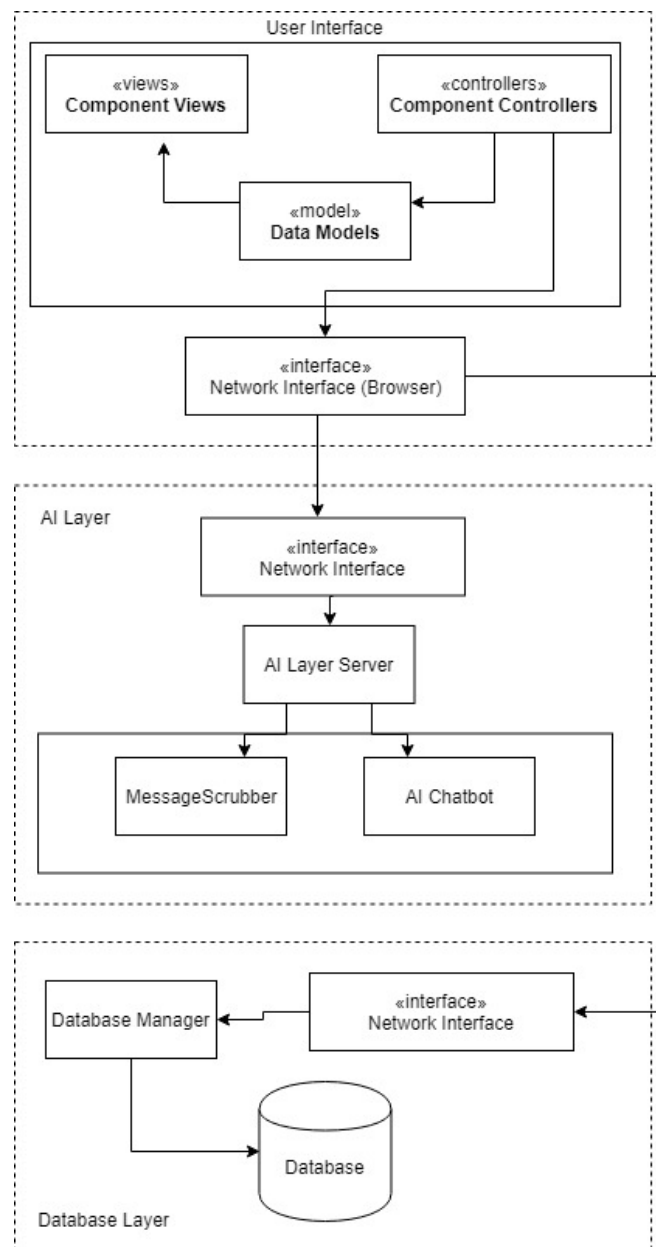 User Interface
«views»
Component Views
«controllers»
Component Controllers
«model»
Data Models
«interface»
Network Interface (Browser)
AI Layer
«interface»
Network Interface
AI Layer Server
MessageScrubber
AI Chatbot
Database Manager
«interface»
Network Interface
Database
Database Layer